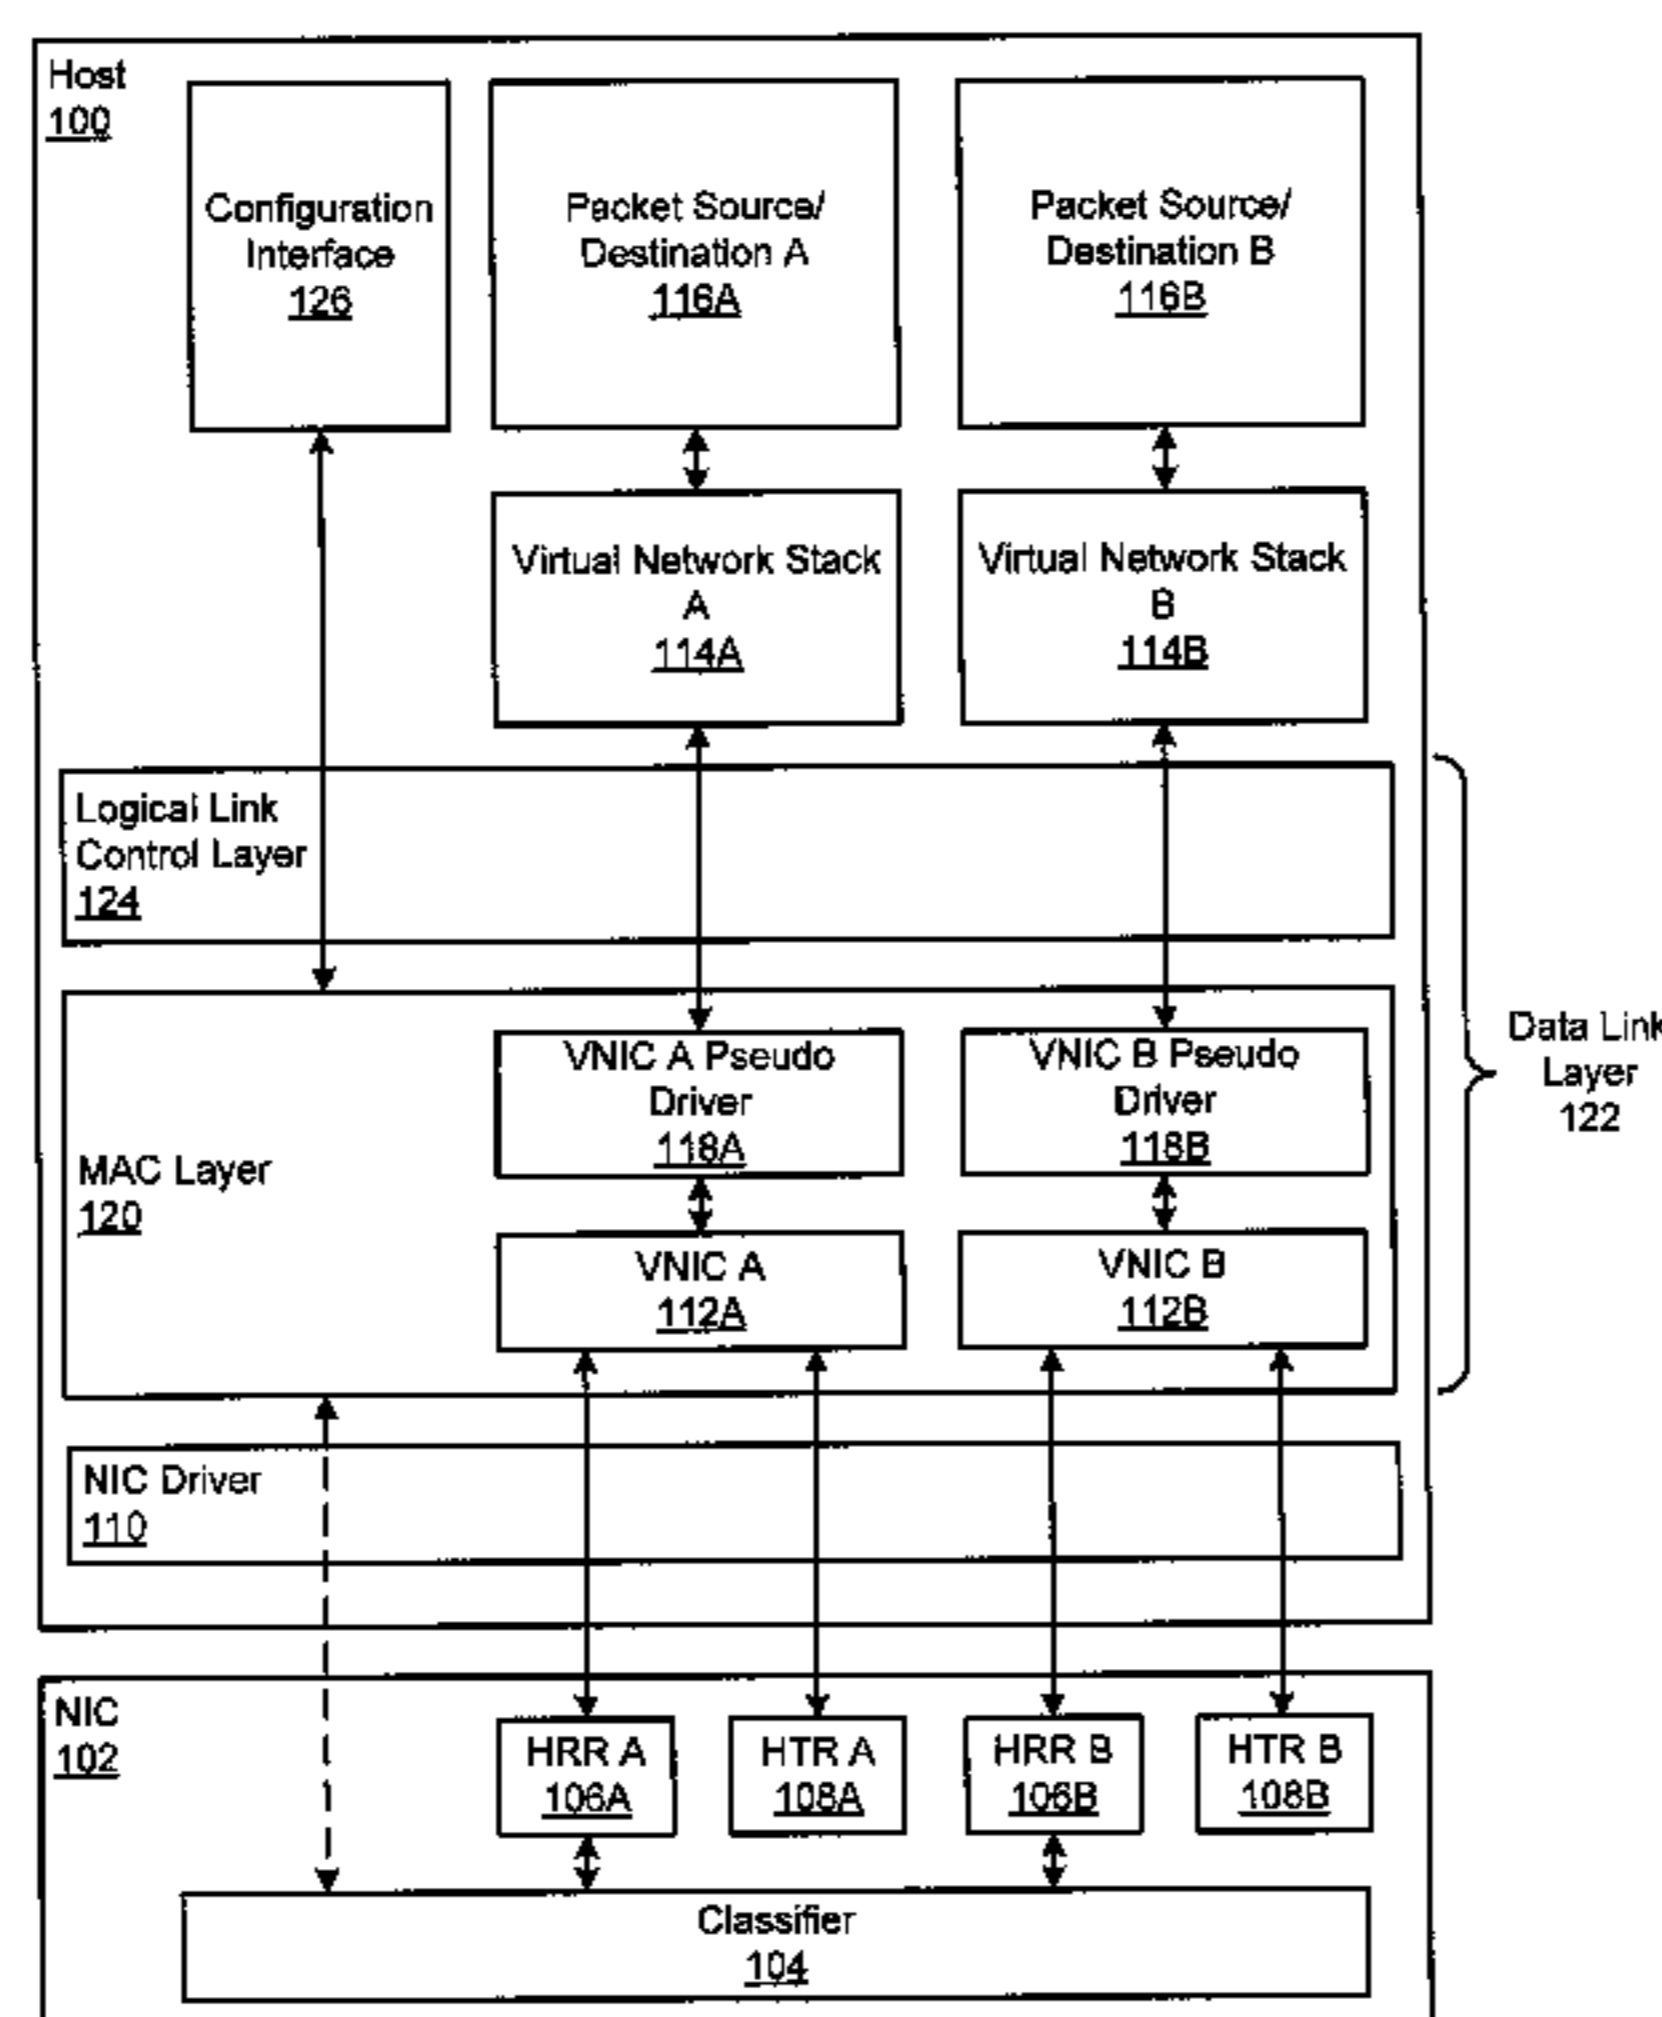 Host
100
Configuration
Interface
126
Packet Source/
Destination A
116A
Packet Source/
Destination B
116B
Virtual Network Stack
A
114A
Virtual Network Stack
B
114B
Logical Link
Control Layer
124
Data Link
Layer
122
MAC Layer
120
VNIC A Pseudo
Driver
118A
VNIC B Pseudo
Driver
118B
VNIC A
112A
VNIC B
112B
NIC Driver
110
NIC
102
HRR A
106A
HTR A
108A
HRR B
106B
HTR B
108B
Classifier
104